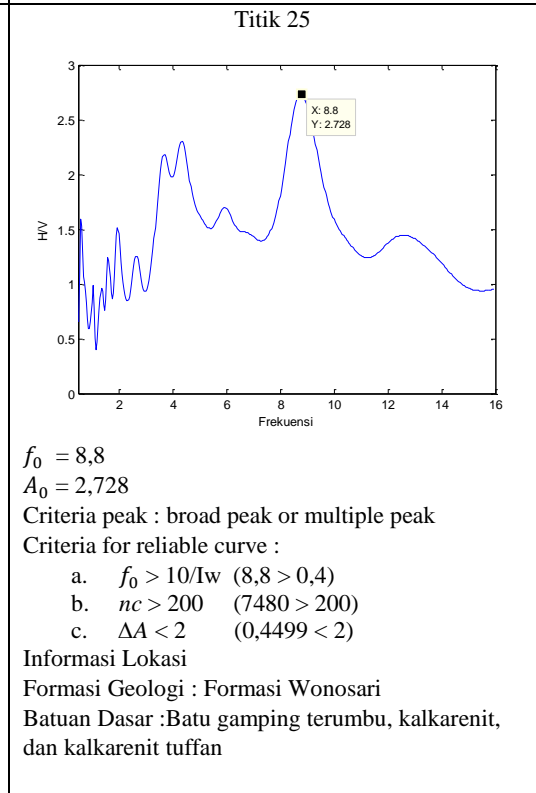 Titik 25
3
2.5
2
1.5
1
0.5
0
H/V
X: 8.8
Y: 2.728
2 4 6 8 10 12 14 16
Frekuensi
𝑓₀ = 8,8
𝐴₀ = 2,728
Criteria peak : broad peak or multiple peak
Criteria for reliable curve :
a. 𝑓₀ > 10/Iw (8,8 > 0,4)
b. nc > 200 (7480 > 200)
c. ΔA < 2 (0,4499 < 2)
Informasi Lokasi
Formasi Geologi : Formasi Wonosari
Batuan Dasar :Batu gamping terumbu, kalkarenit,
dan kalkarenit tuffan